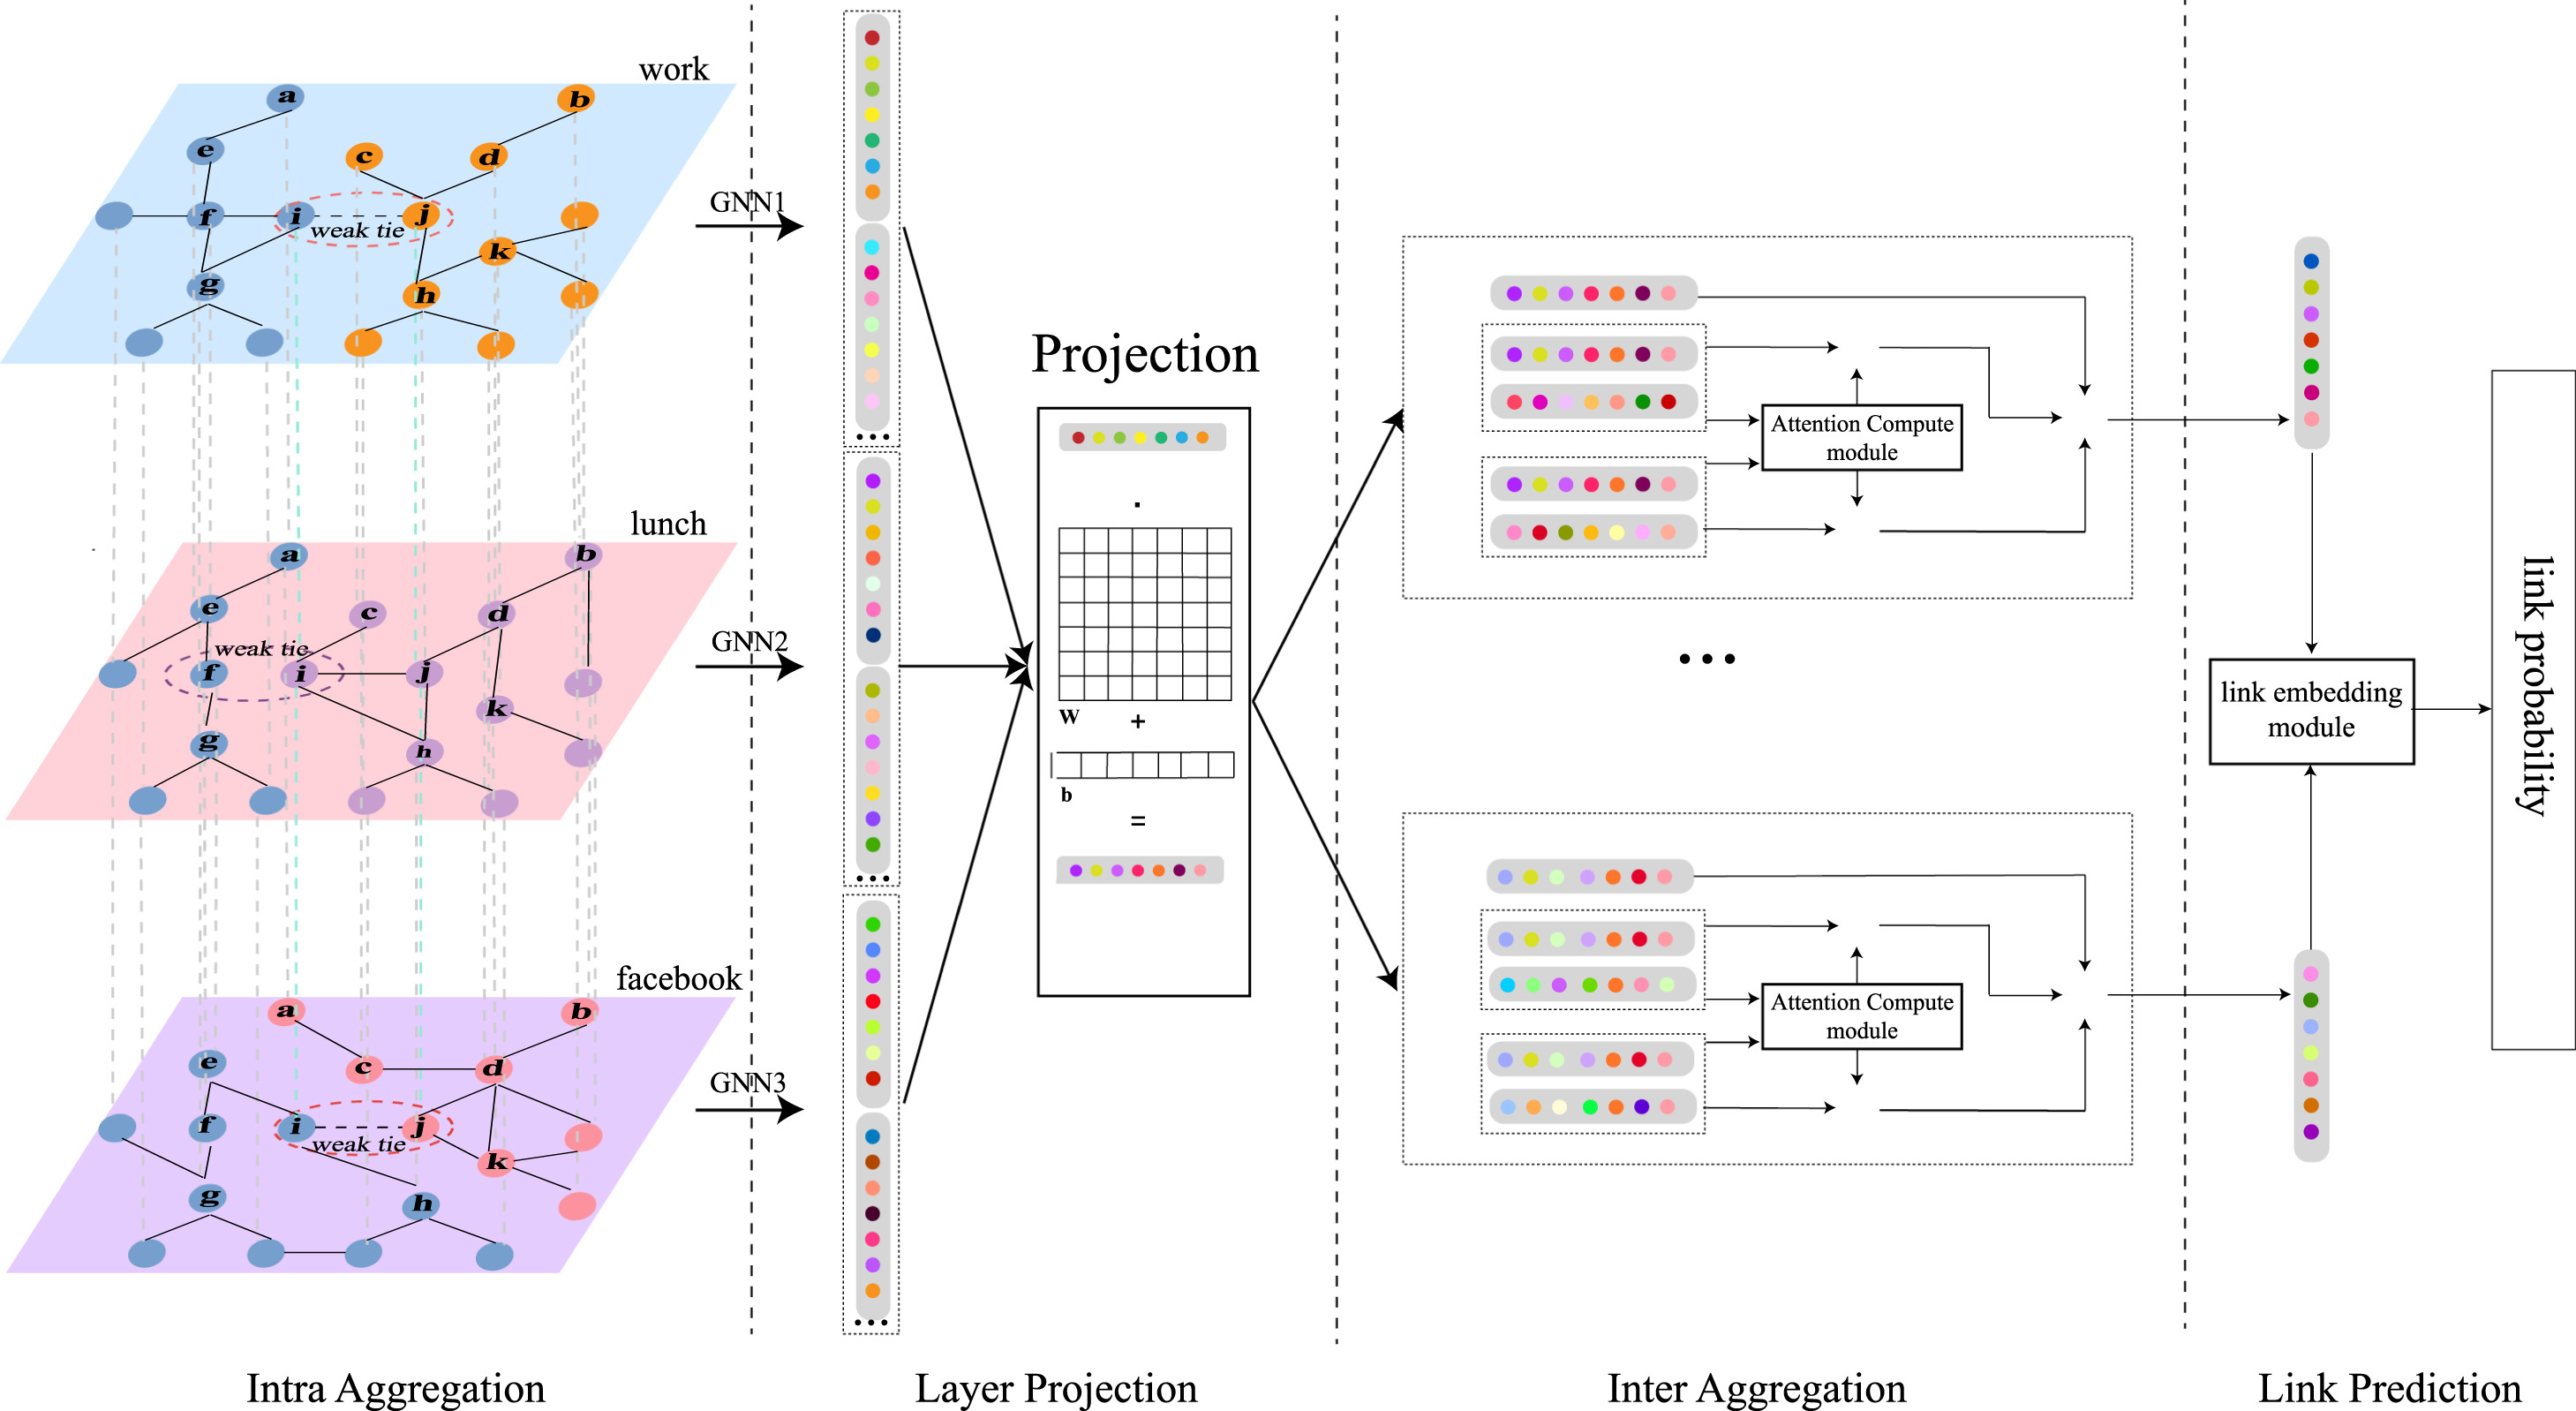 work
a
b
e
c
d
f
i
j
weak tie
k
g
h
GNN1
lunch
a
b
e
c
d
weak tie
f
i
j
k
g
h
GNN2
facebook
a
b
e
c
d
f
i
j
weak tie
k
g
h
GNN3
Projection
.
W
+
b
=
Attention Compute
module
Attention Compute
module
link embedding
module
link probability
Intra Aggregation
Layer Projection
Inter Aggregation
Link Prediction